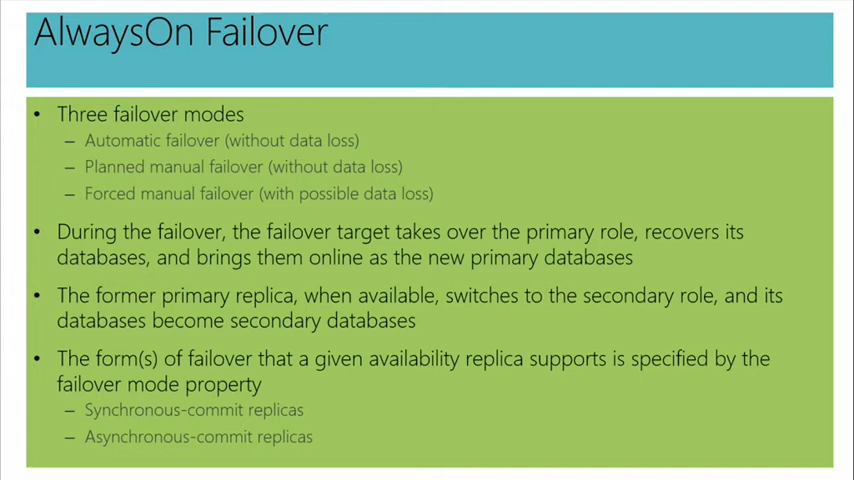 AlwaysOn Failover
• Three failover modes
– Automatic failover (without data loss)
– Planned manual failover (without data loss)
– Forced manual failover (with possible data loss)
• During the failover, the failover target takes over the primary role, recovers its
databases, and brings them online as the new primary databases
• The former primary replica, when available, switches to the secondary role, and its
databases become secondary databases
• The form(s) of failover that a given availability replica supports is specified by the
failover mode property
– Synchronous-commit replicas
– Asynchronous-commit replicas